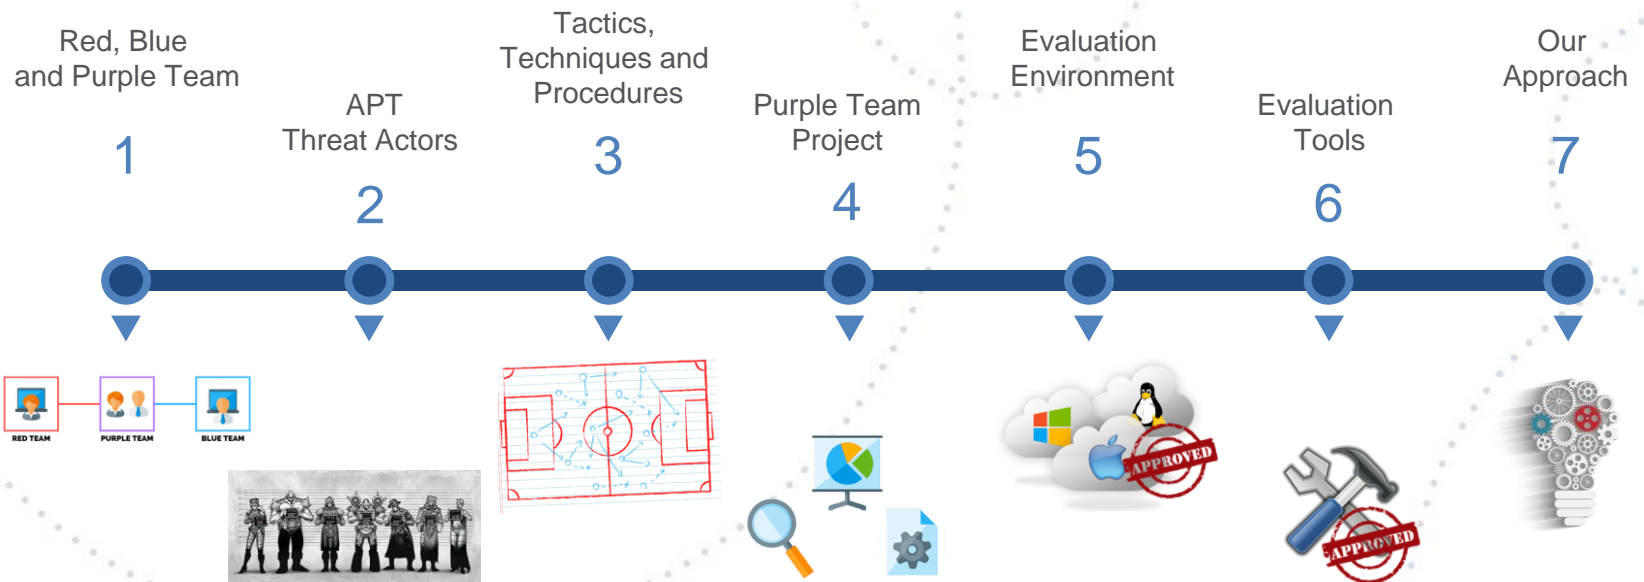 Red, Blue
and Purple Team
1
APT
Threat Actors
2
Tactics,
Techniques and
Procedures
3
Purple Team
Project
4
Evaluation
Environment
5
Evaluation
Tools
6
Our
Approach
7
RED TEAM
PURPLE TEAM
BLUE TEAM
APPROVED
APPROVED